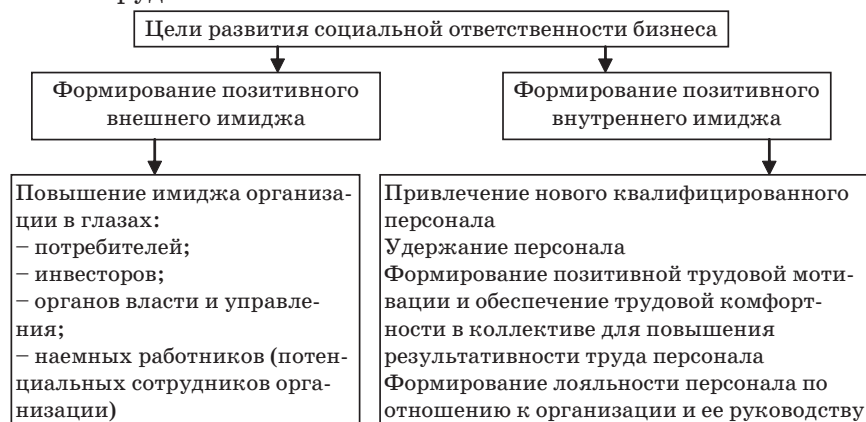 Цели развития социальной ответственности бизнеса
Формирование позитивного
внешнего имиджа
Формирование позитивного
внутреннего имиджа
Повышение имиджа организа-
ции в глазах:
– потребителей;
– инвесторов;
– органов власти и управле-
ния;
– наемных работников (потен-
циальных сотрудников орга-
низации)
Привлечение нового квалифицированного
персонала
Удержание персонала
Формирование позитивной трудовой моти-
вации и обеспечение трудовой комфорт-
ности в коллективе для повышения
результативности труда персонала
Формирование лояльности персонала по
отношению к организации и ее руководству